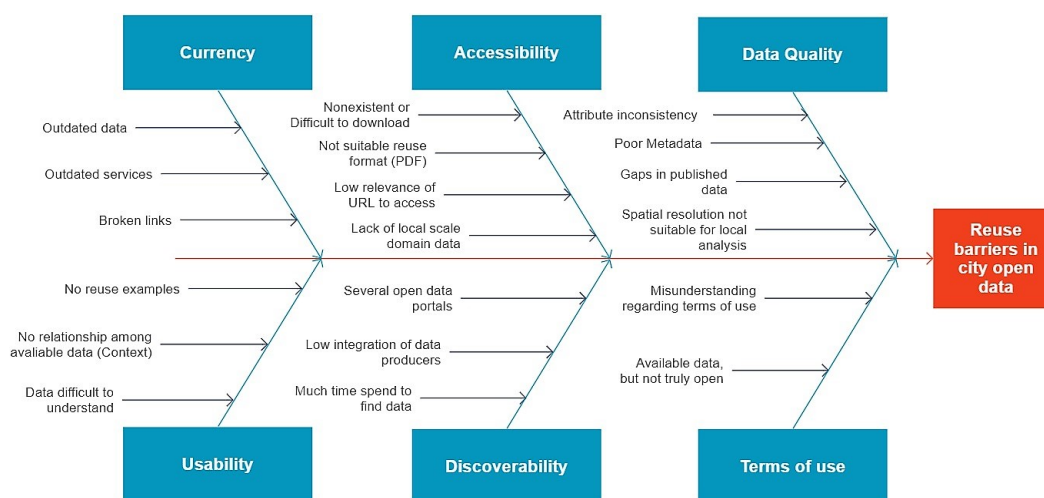 Currency
Accessibility
Data Quality
Outdated data
Outdated services
Broken links
Nonexistent or
Difficult to download
Not suitable reuse
format (PDF)
Low relevance of
URL to access
Lack of local scale
domain data
Attribute inconsistency
Poor Metadata
Gaps in published
data
Spatial resolution not
suitable for local
analysis
Reuse
barriers in
city open
data
No reuse examples
No relationship among
avaliable data (Context)
Data difficult to
understand
Several open data
portals
Low integration of data
producers
Much time spend to
find data
Misunderstanding
regarding terms of use
Available data,
but not truly open
Usability
Discoverability
Terms of use